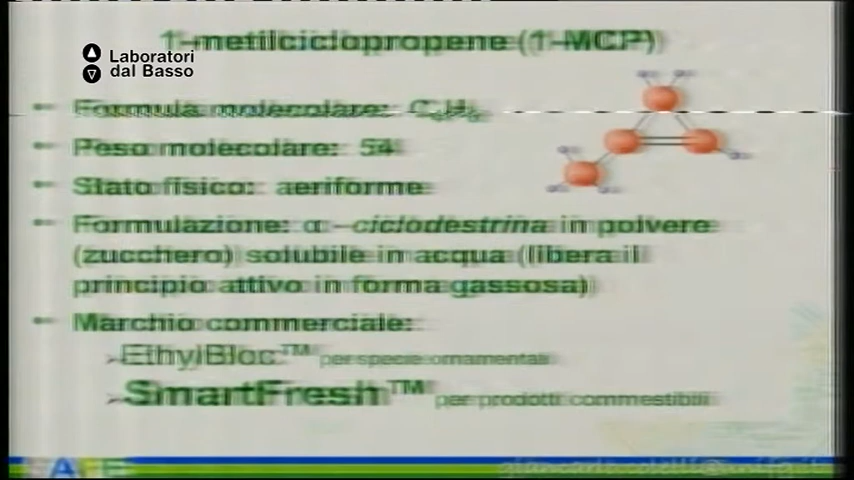 1-metilciclopropene (1-MCP)
Laboratori
dal Basso
Formula molecolare: C₄H₆
Peso molecolare: 54
Stato fisico: aeriforme
Formulazione: α -ciclodestrina in polvere
(zucchero) solubile in acqua (libera il
principio attivo in forma gassosa)
Marchio commerciale:
EthylBloc™ per specie ornamentali
SmartFresh™ per prodotti commestibili